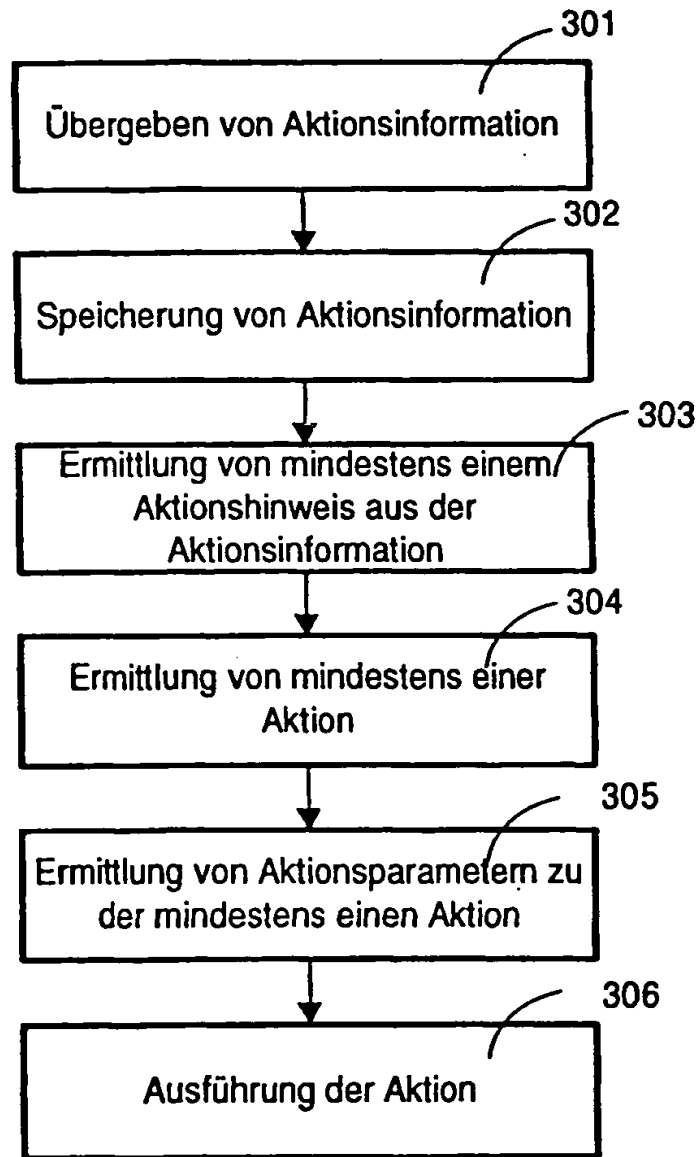 301
Übergeben von Aktionsinformation
302
Speicherung von Aktionsinformation
303
Ermittlung von mindestens einem
Aktionshinweis aus der
Aktionsinformation
304
Ermittlung von mindestens einer
Aktion
305
Ermittlung von Aktionsparametern zu
der mindestens einen Aktion
306
Ausführung der Aktion